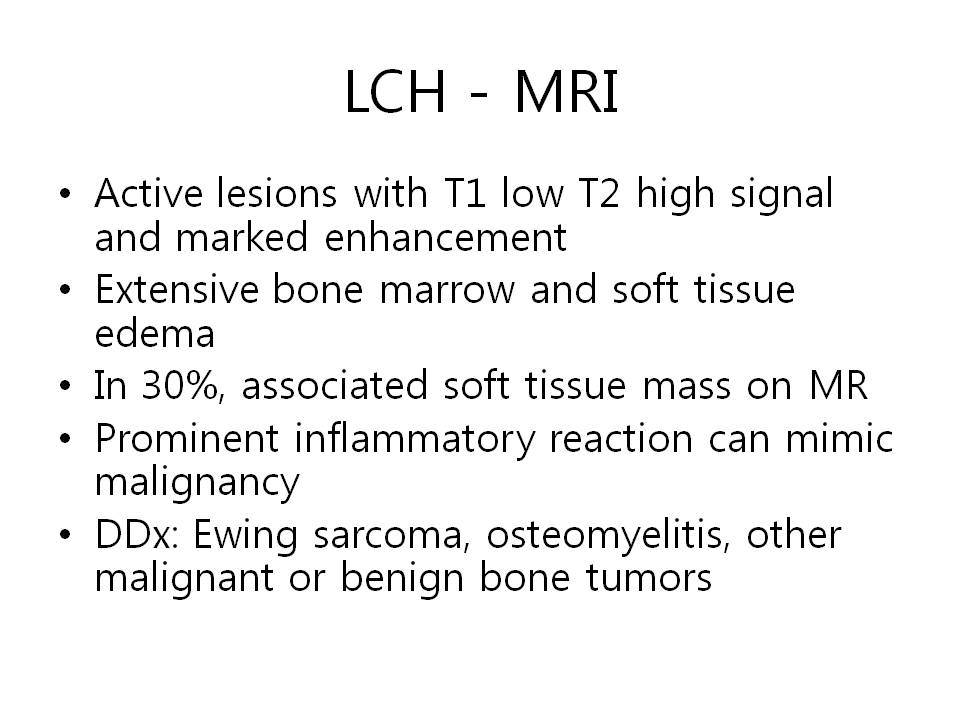 LCH - MRI
• Active lesions with T1 low T2 high signal
and marked enhancement
• Extensive bone marrow and soft tissue
edema
• In 30%, associated soft tissue mass on MR
• Prominent inflammatory reaction can mimic
malignancy
• DDx: Ewing sarcoma, osteomyelitis, other
malignant or benign bone tumors